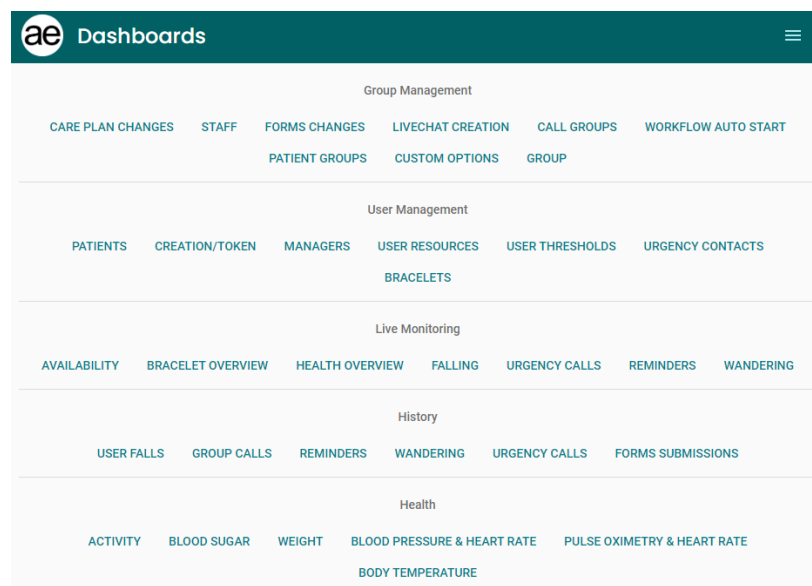 ae Dashboards
Group Management
CARE PLAN CHANGES STAFF FORMS CHANGES LIVECHAT CREATION CALL GROUPS WORKFLOW AUTO START
PATIENT GROUPS CUSTOM OPTIONS GROUP
User Management
PATIENTS CREATION/TOKEN MANAGERS USER RESOURCES USER THRESHOLDS URGENCY CONTACTS
BRACELETS
Live Monitoring
AVAILABILITY BRACELET OVERVIEW HEALTH OVERVIEW FALLING URGENCY CALLS REMINDERS WANDERING
History
USER FALLS GROUP CALLS REMINDERS WANDERING URGENCY CALLS FORMS SUBMISSIONS
Health
ACTIVITY BLOOD SUGAR WEIGHT BLOOD PRESSURE & HEART RATE PULSE OXIMETRY & HEART RATE
BODY TEMPERATURE